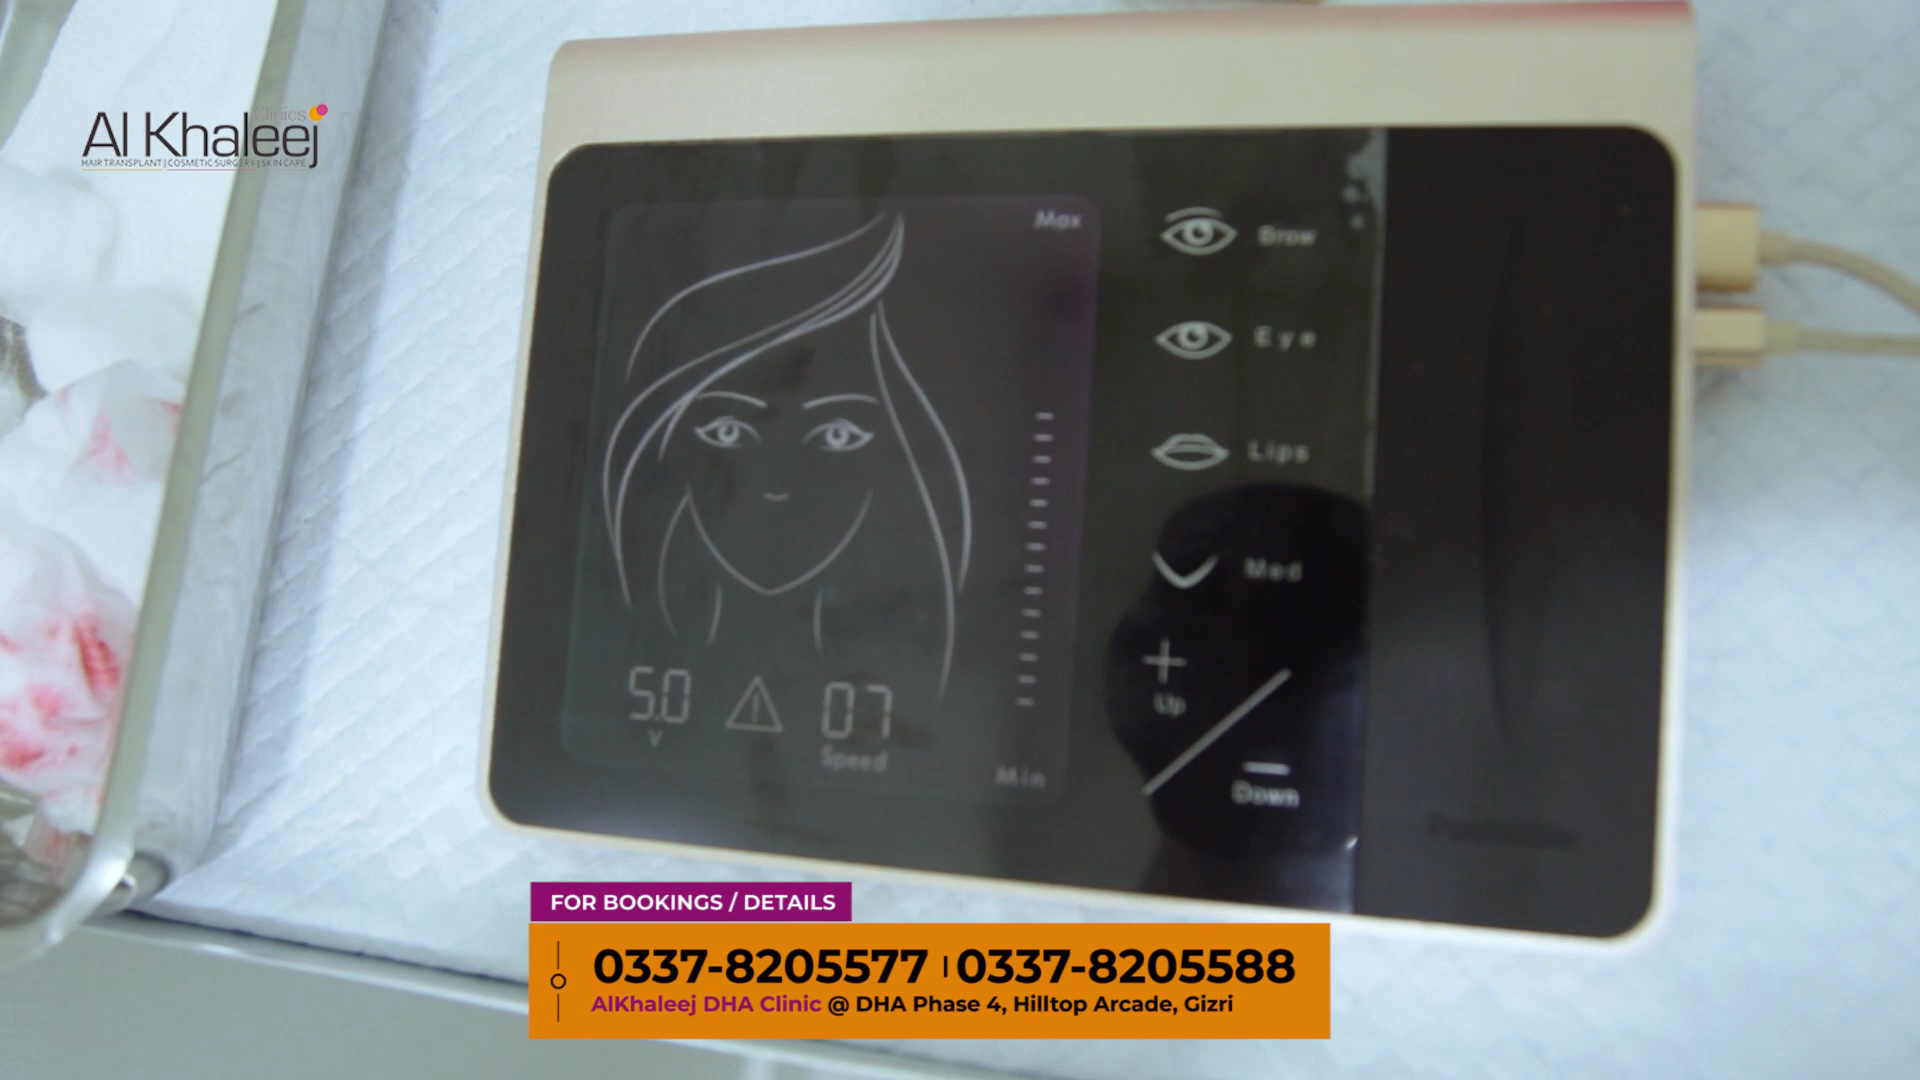 Clinics
Al Khaleej
HAIR TRANSPLANT | COSMETIC SURGERY | SKIN CARE
Max
Brow
Eye
Lips
Med
Up
Down
5.0
V
07
Speed
Min
FOR BOOKINGS / DETAILS
0337-8205577 | 0337-8205588
AlKhaleej DHA Clinic @ DHA Phase 4, Hilltop Arcade, Gizri